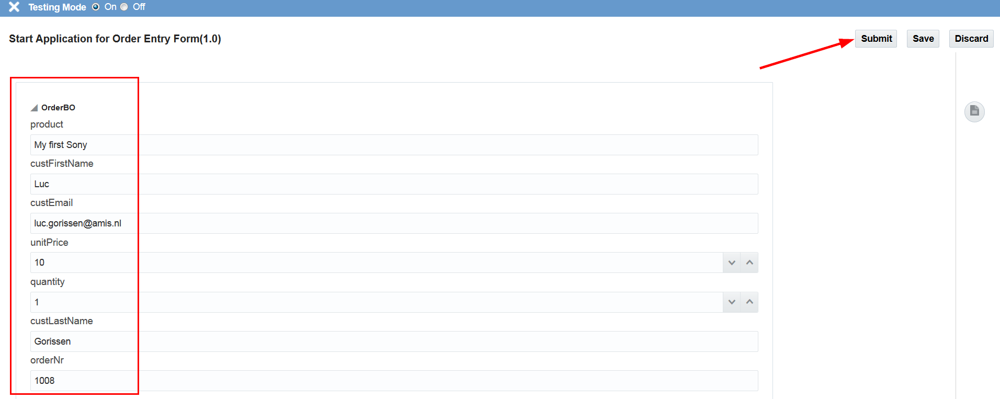 Testing Mode On Off
Start Application for Order Entry Form(1.0)
Submit Save Discard
OrderBO
product
My first Sony
custFirstName
Luc
custEmail
luc.gorissen@amis.nl
unitPrice
10
quantity
1
custLastName
Gorissen
orderNr
1008